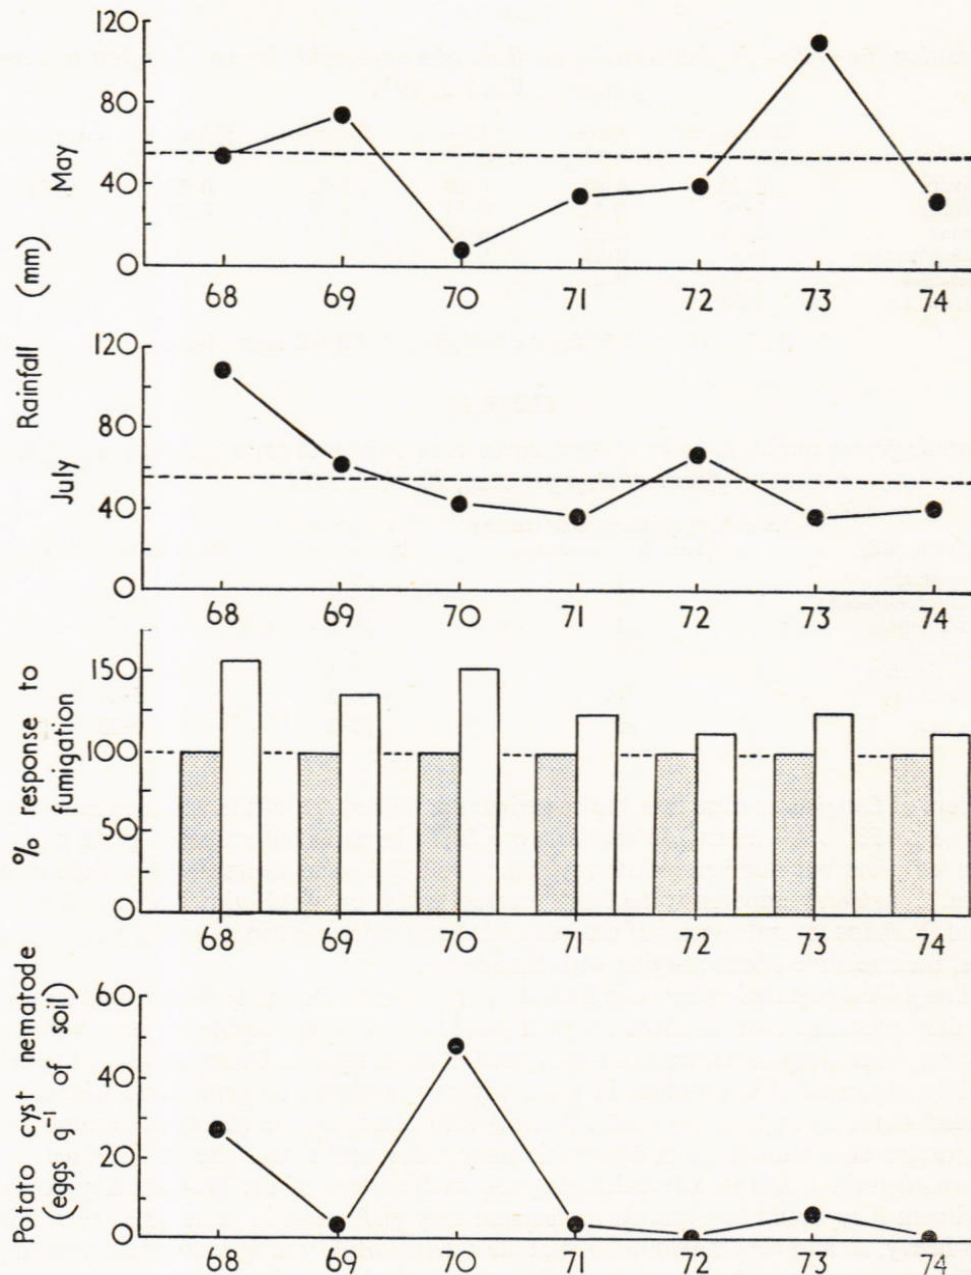 Rainfall (mm)
May
120
80
40
0
68 69 70 71 72 73 74
July
120
80
40
0
68 69 70 71 72 73 74
% response to
fumigation
150
100
50
0
68 69 70 71 72 73 74
Potato cyst nematode
(eggs g⁻¹ of soil)
60
40
20
0
68 69 70 71 72 73 74